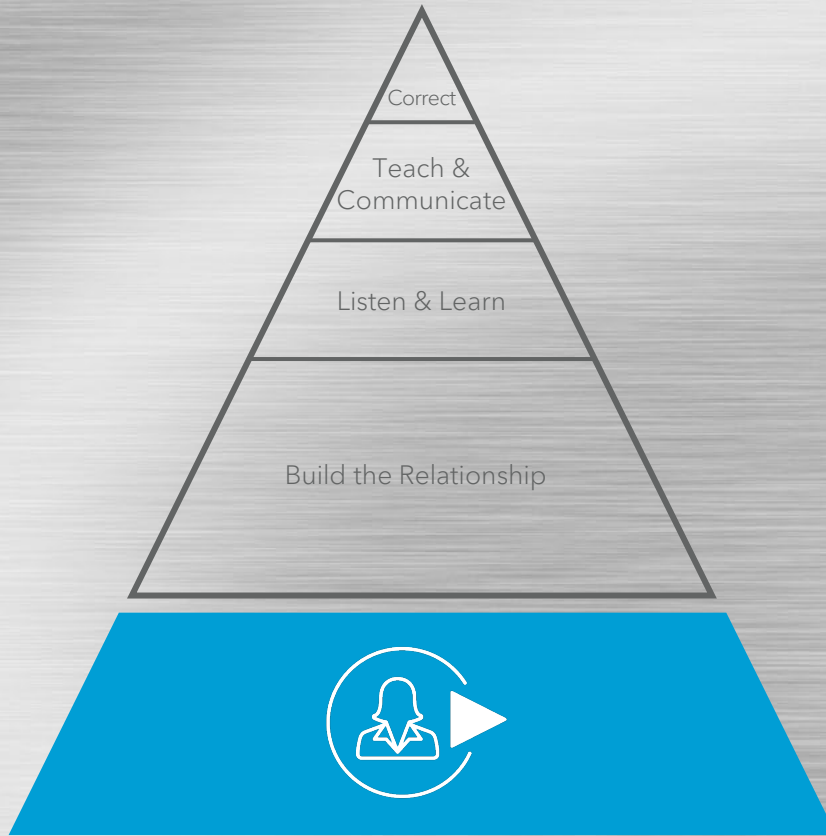 Correct
Teach &
Communicate
Listen & Learn
Build the Relationship